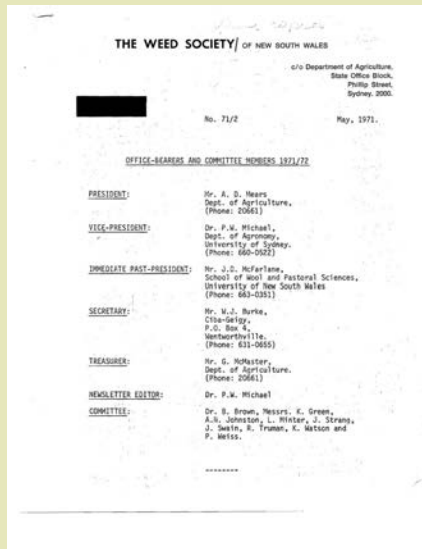 THE WEED SOCIETY/ OF NEW SOUTH WALES
c/o Department of Agriculture,
State Office Block,
Phillip Street,
Sydney. 2000.
No. 71/2 May, 1971.
OFFICE-BEARERS AND COMMITTEE MEMBERS 1971/72
PRESIDENT: Mr. A. D. Mears
Dept. of Agriculture,
(Phone: 20661)
VICE-PRESIDENT: Dr. P.W. Michael,
Dept. of Agronomy,
University of Sydney.
(Phone: 660-0522)
IMMEDIATE PAST-PRESIDENT: Mr. J.D. McFarlane,
School of Wool and Pastoral Sciences,
University of New South Wales
(Phone: 663-0351)
SECRETARY: Mr. W.J. Burke,
Ciba-Geigy,
P.O. Box 4,
Wentworthville.
(Phone: 631-0655)
TREASURER: Mr. G. McMaster,
Dept. of Agriculture.
(Phone: 20661)
NEWSLETTER EDITOR: Dr. P.W. Michael
COMMITTEE: Dr. B. Brown, Messrs. K. Green,
Johnston, L. Minter, J. Strang,
J. Swain, R. Truman, K. Watson and
P. Weiss.
--------